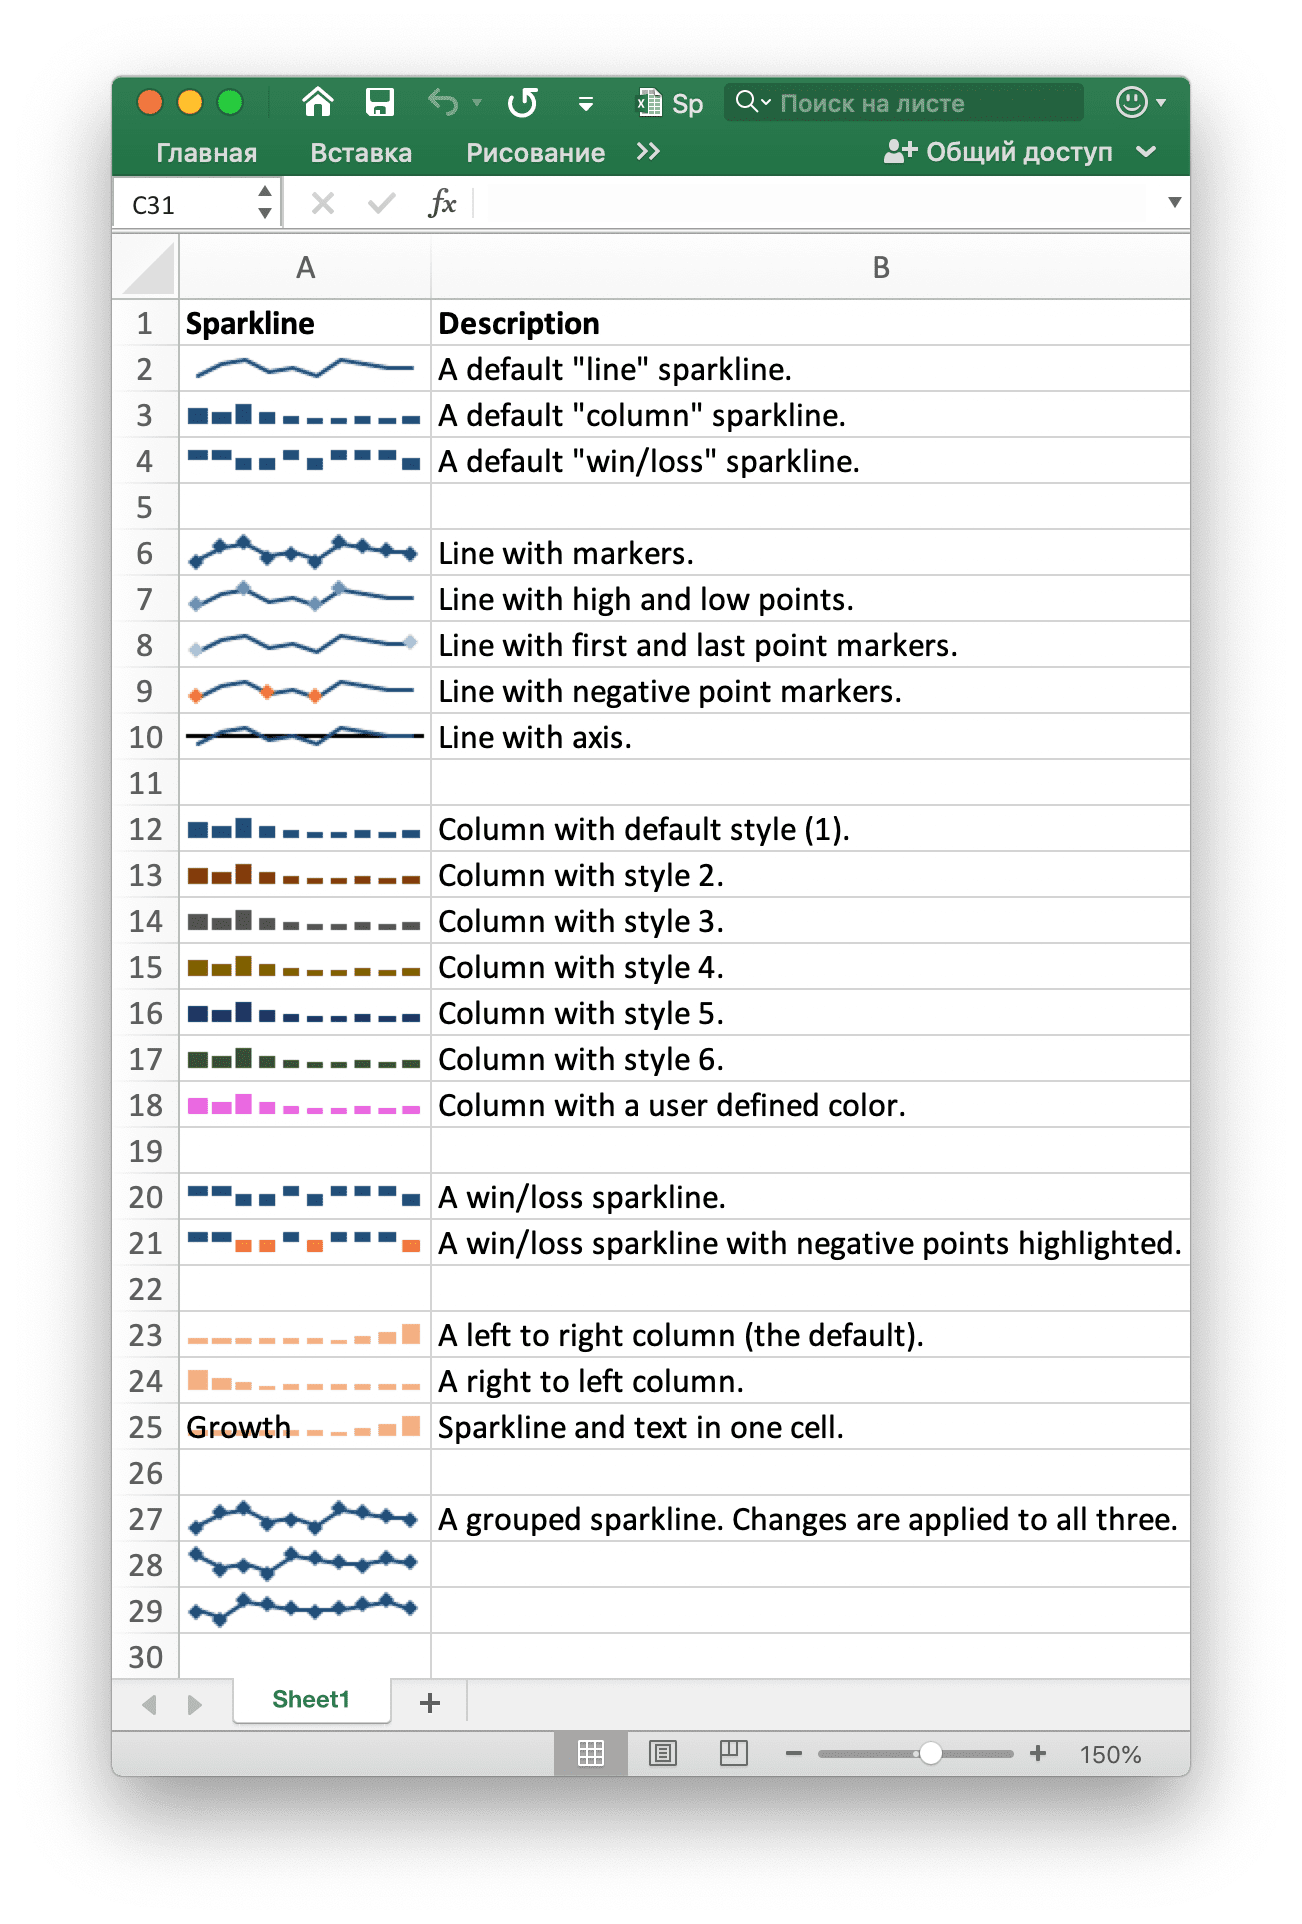 Sp
Поиск на листе
Главная Вставка Рисование Общий доступ
C31 fx
A B
1 Sparkline Description
2 A default "line" sparkline.
3 A default "column" sparkline.
4 A default "win/loss" sparkline.
5
6 Line with markers.
7 Line with high and low points.
8 Line with first and last point markers.
9 Line with negative point markers.
10 Line with axis.
11
12 Column with default style (1).
13 Column with style 2.
14 Column with style 3.
15 Column with style 4.
16 Column with style 5.
17 Column with style 6.
18 Column with a user defined color.
19
20 A win/loss sparkline.
21 A win/loss sparkline with negative points highlighted.
22
23 A left to right column (the default).
24 A right to left column.
25 Growth Sparkline and text in one cell.
26
27 A grouped sparkline. Changes are applied to all three.
28
29
30
Sheet1
150%